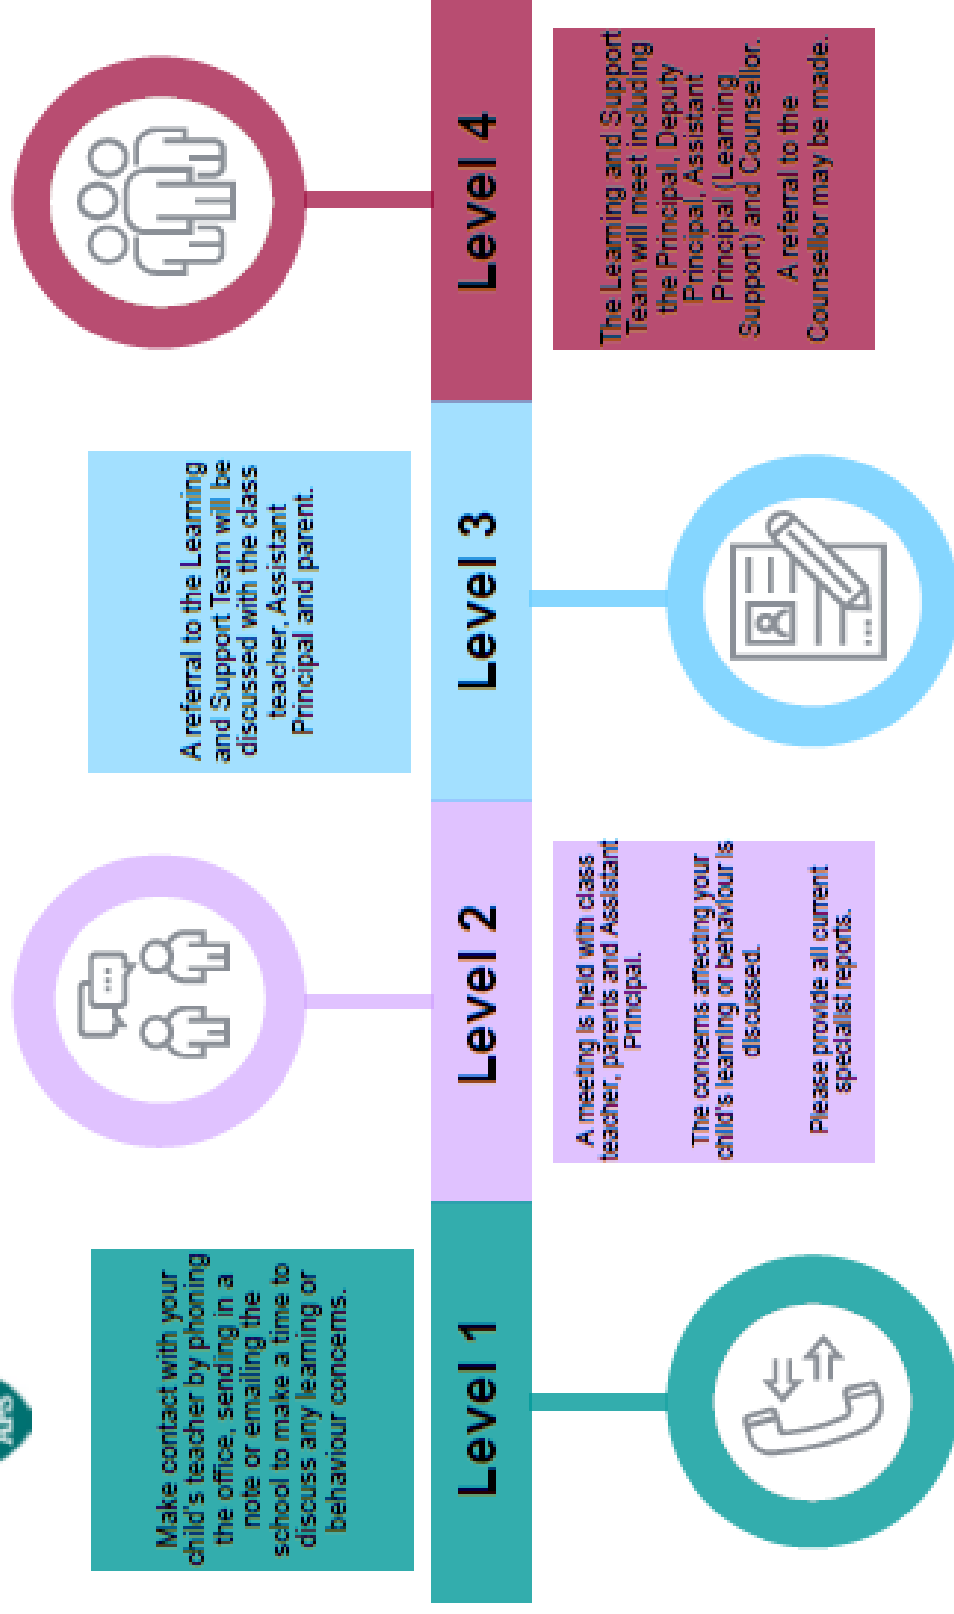 Level 1
Make contact with your
child's teacher by phoning
the office, sending in a
note or emailing the
school to make a time to
discuss any learning or
behaviour concerns.
Level 2
A meeting is held with class
teacher, parents and Assistant
Principal.
The concerns affecting your
child's learning or behaviour is
discussed.
Please provide all current
specialist reports.
Level 3
A referral to the Learning
and Support Team will be
discussed with the class
teacher, Assistant
Principal and parent.
Level 4
The Learning and Support
Team will meet including
the Principal, Deputy
Principal, Assistant
Principal (Learning
Support) and Counsellor.
A referral to the
Counsellor may be made.